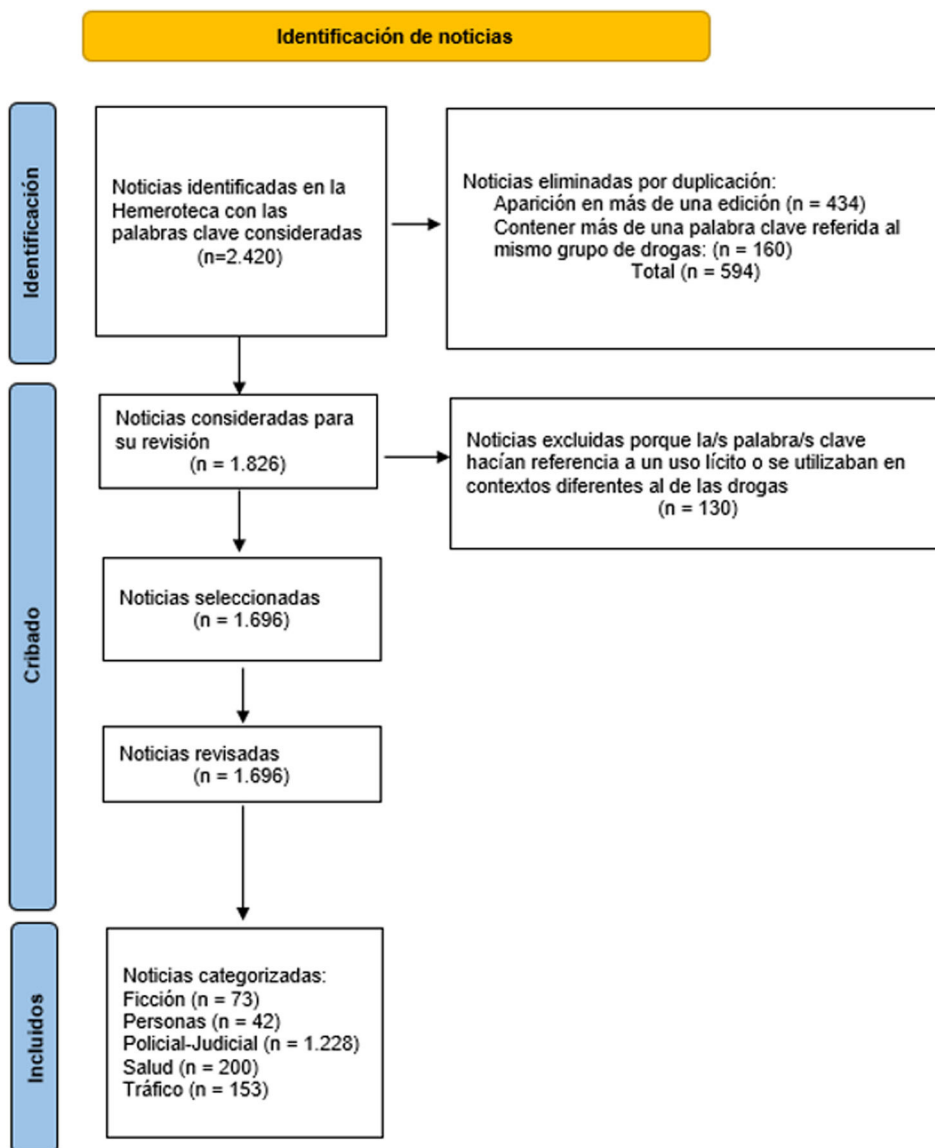 Identificación de noticias
Identificación
Noticias identificadas en la
Hemeroteca con las
palabras clave consideradas
(n=2.420)
Noticias eliminadas por duplicación:
Aparición en más de una edición (n = 434)
Contener más de una palabra clave referida al
mismo grupo de drogas: (n = 160)
Total (n = 594)
Cribado
Noticias consideradas para
su revisión
(n = 1.826)
Noticias excluidas porque la/s palabra/s clave
hacían referencia a un uso lícito o se utilizaban en
contextos diferentes al de las drogas
(n = 130)
Noticias seleccionadas
(n = 1.696)
Noticias revisadas
(n = 1.696)
Incluidos
Noticias categorizadas:
Ficción (n = 73)
Personas (n = 42)
Policial-Judicial (n = 1.228)
Salud (n = 200)
Tráfico (n = 153)